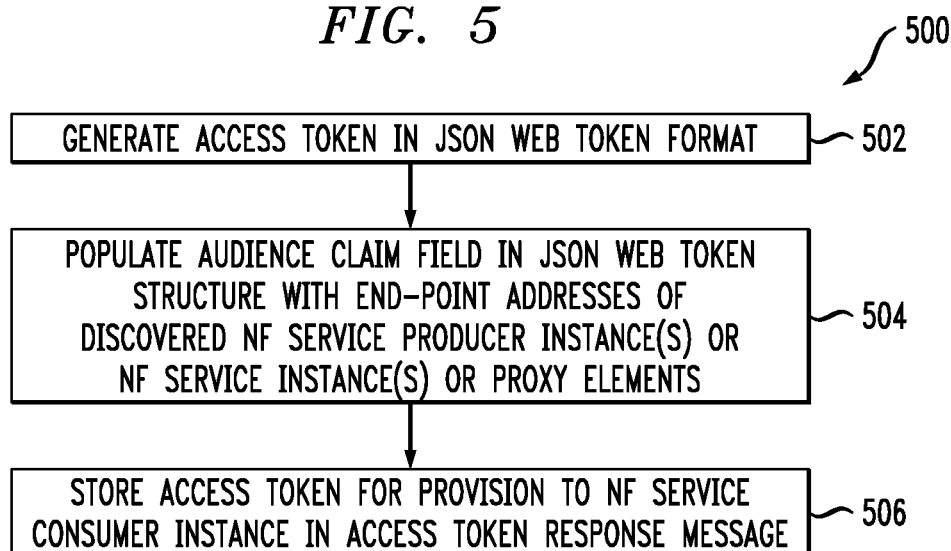 FIG. 5
500
GENERATE ACCESS TOKEN IN JSON WEB TOKEN FORMAT
502
POPULATE AUDIENCE CLAIM FIELD IN JSON WEB TOKEN
STRUCTURE WITH END-POINT ADDRESSES OF
DISCOVERED NF SERVICE PRODUCER INSTANCE(S) OR
NF SERVICE INSTANCE(S) OR PROXY ELEMENTS
504
STORE ACCESS TOKEN FOR PROVISION TO NF SERVICE
CONSUMER INSTANCE IN ACCESS TOKEN RESPONSE MESSAGE
506